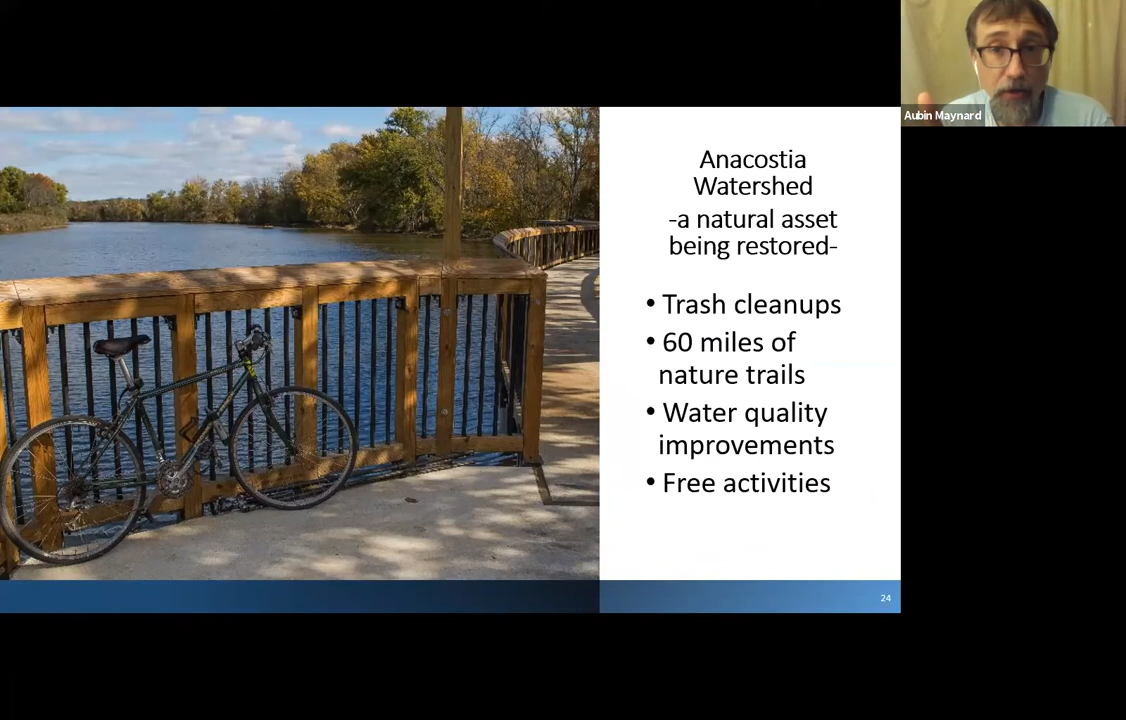 Aubin Maynard
Anacostia
Watershed
-a natural asset
being restored-
• Trash cleanups
• 60 miles of
nature trails
• Water quality
improvements
• Free activities
24